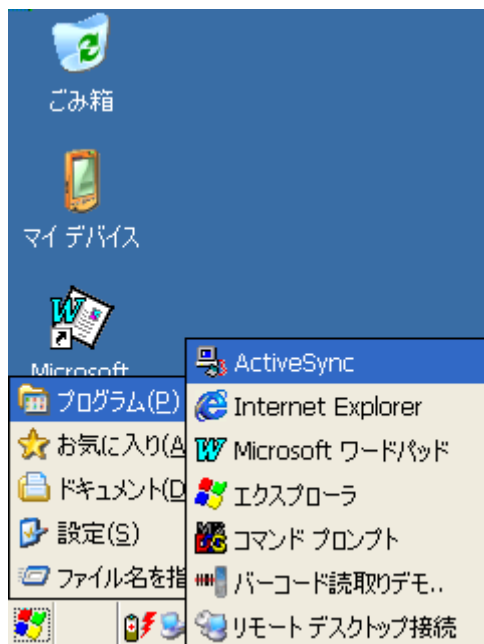 ごみ箱
マイ デバイス
Microsoft
プログラム(P)
お気に入り(A
ドキュメント(D
設定(S)
ファイル名を指
ActiveSync
Internet Explorer
Microsoft ワードパッド
エクスプローラ
コマンド プロンプト
バーコード読取りデモ..
リモート デスクトップ接続